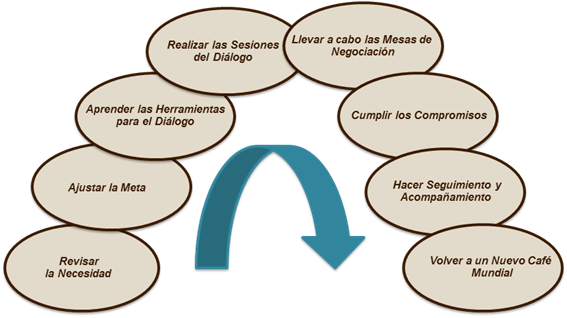 Revisar
la Necesidad
Ajustar la Meta
Aprender las Herramientas
para el Diálogo
Realizar las Sesiones
del Diálogo
Llevar a cabo las Mesas de
Negociación
Cumplir los Compromisos
Hacer Seguimiento y
Acompañamiento
Volver a un Nuevo Café
Mundial